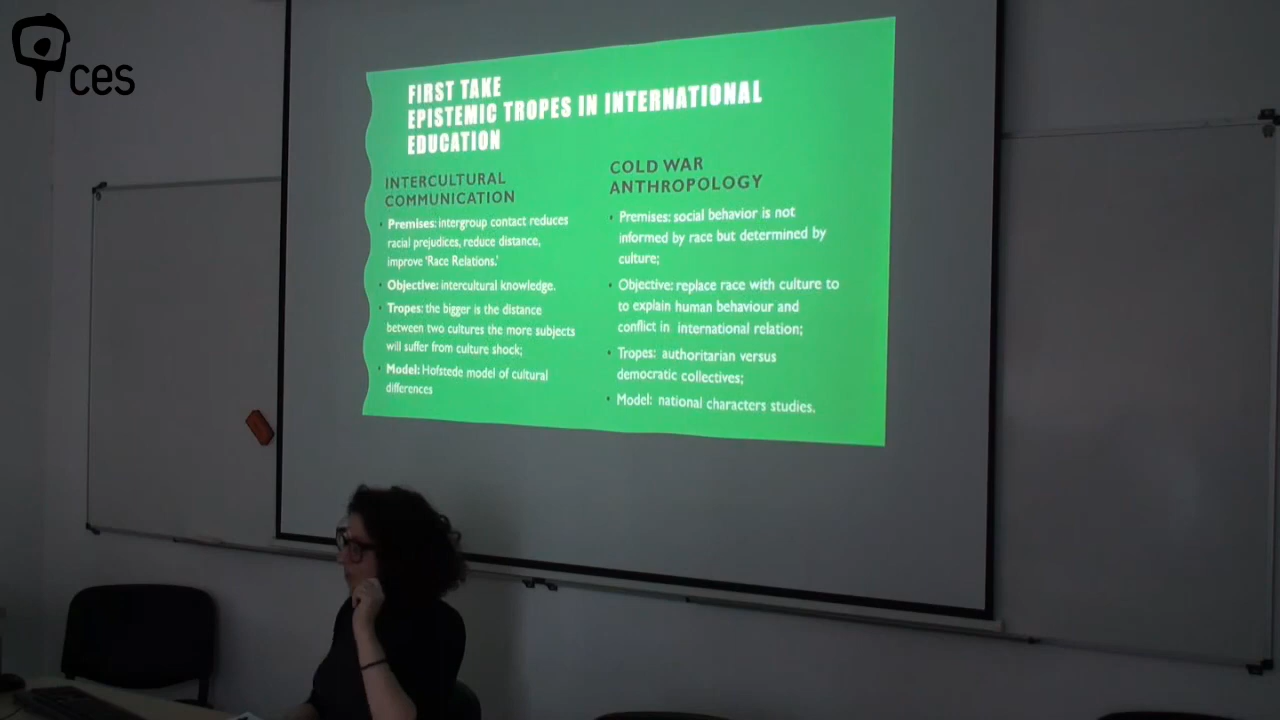 ces
FIRST TAKE
EPISTEMIC TROPES IN INTERNATIONAL
EDUCATION
INTERCULTURAL
COMMUNICATION
• Premises: intergroup contact reduces
racial prejudices, reduce distance,
improve 'Race Relations.'
• Objective: intercultural knowledge.
• Tropes: the bigger is the distance
between two cultures the more subjects
will suffer from culture shock;
• Model: Hofstede model of cultural
differences
COLD WAR
ANTHROPOLOGY
• Premises: social behavior is not
informed by race but determined by
culture;
• Objective: replace race with culture to
to explain human behaviour and
conflict in international relation;
• Tropes: authoritarian versus
democratic collectives;
• Model: national characters studies.